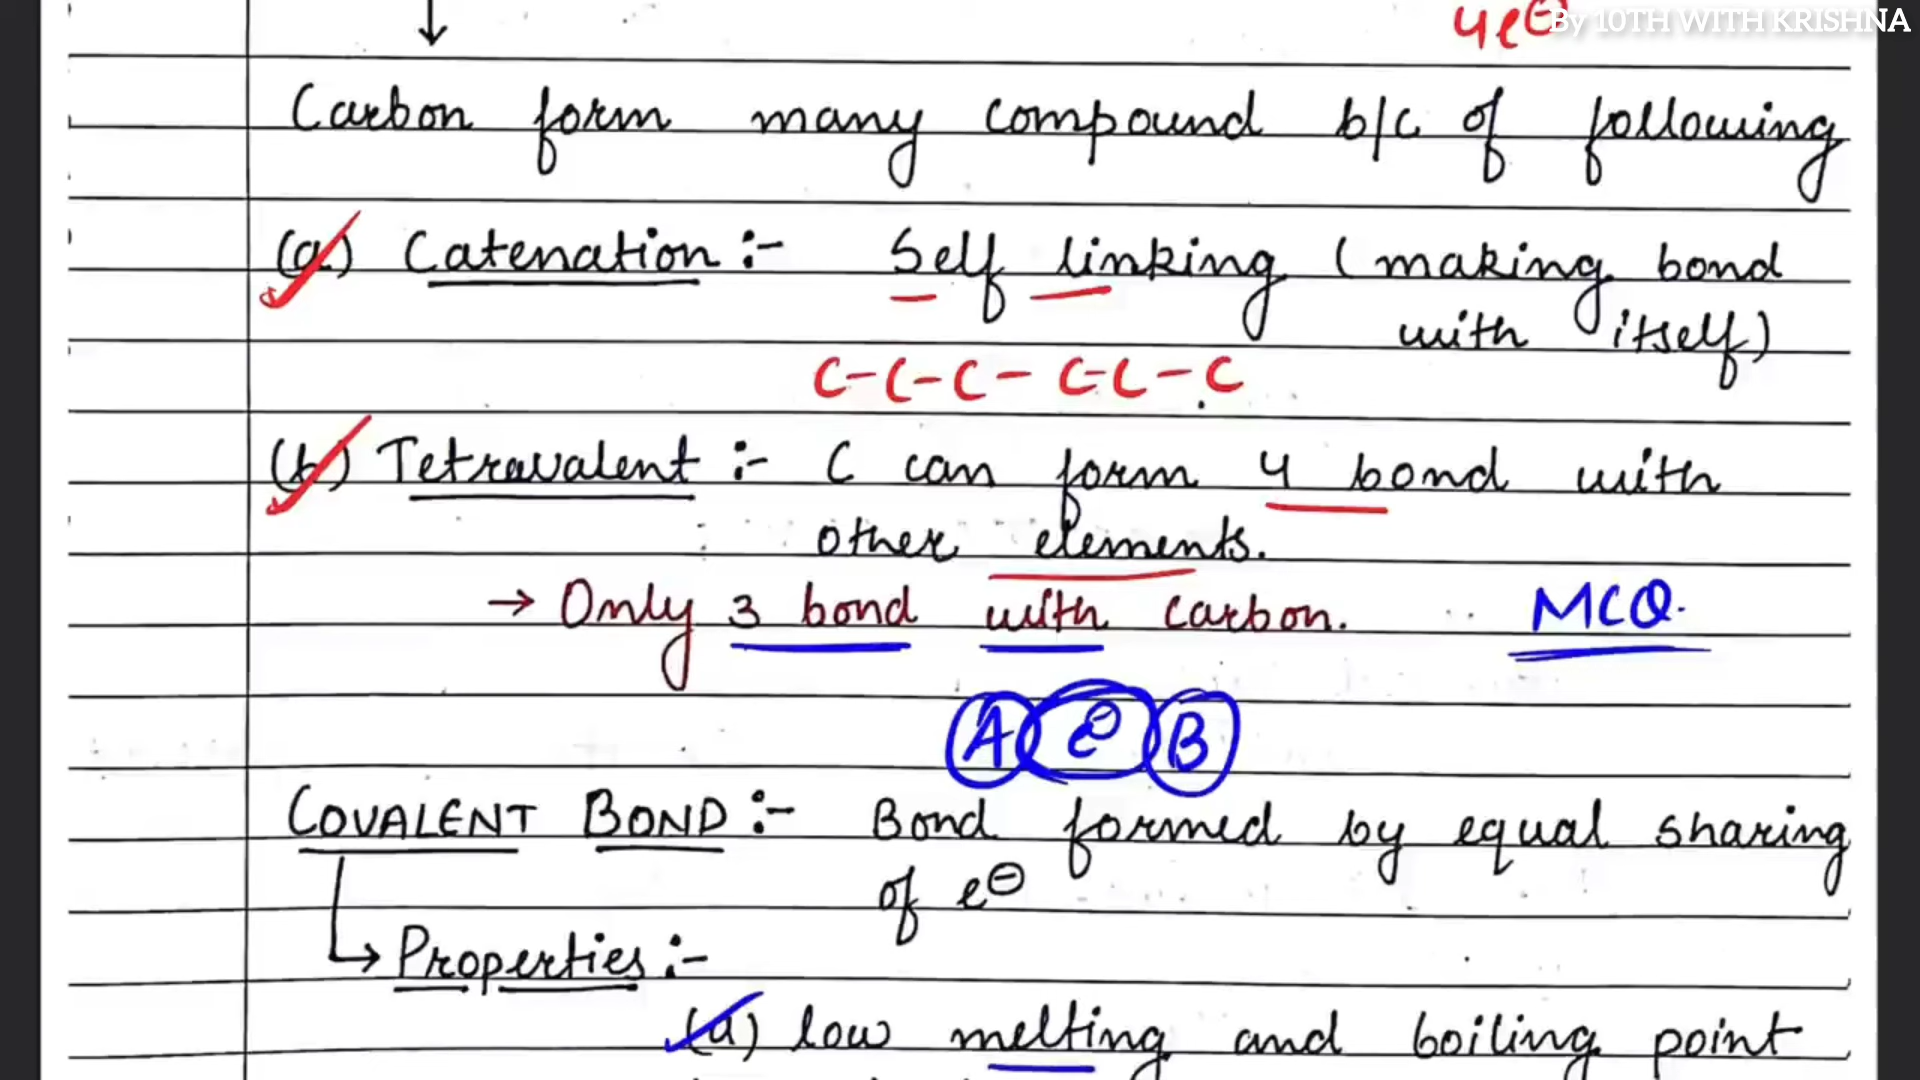 4e⊖
By 10TH WITH KRISHNA
Carbon form many compound b/c of following
(a) Catenation :- Self linking (making bond
with itself)
C-C-C-C-C-C
(b) Tetravalent :- C can form 4 bond with
other elements.
→ Only 3 bond with carbon. MCQ.
A e⊖ B
COVALENT BOND :- Bond formed by equal sharing
of e⊖
↳ Properties :-
(a) low melting and boiling point